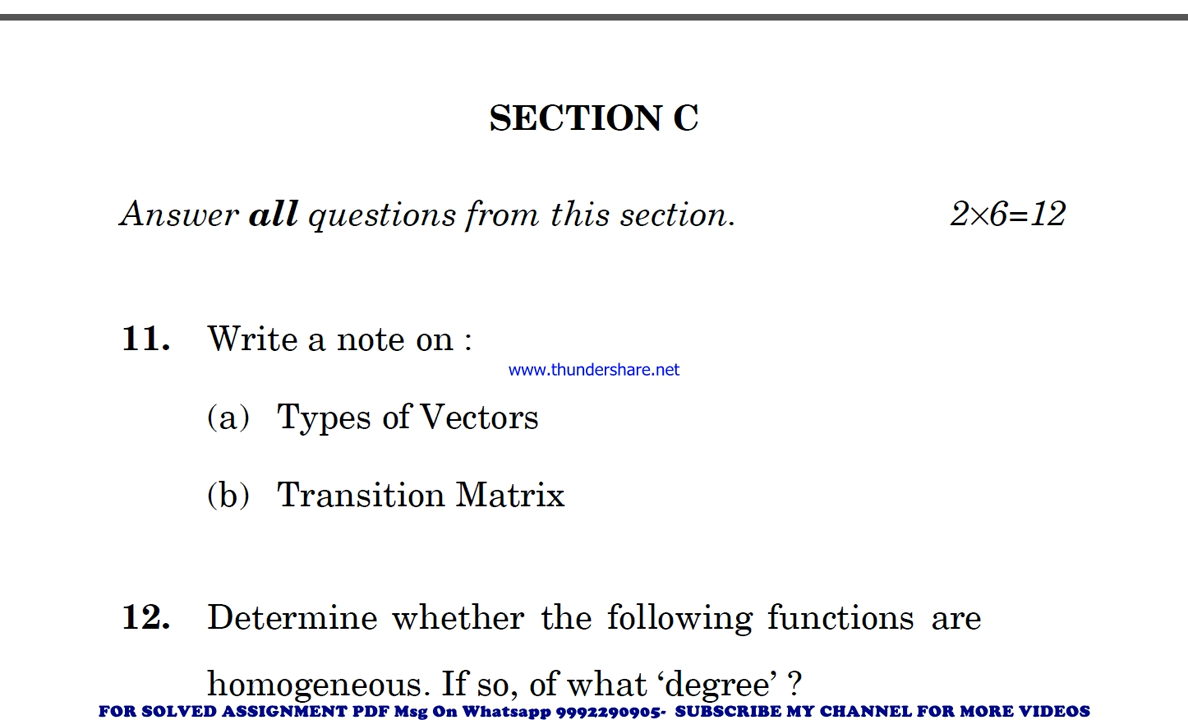 SECTION C
Answer all questions from this section. 2×6=12
11. Write a note on :
www.thundershare.net
(a) Types of Vectors
(b) Transition Matrix
12. Determine whether the following functions are
homogeneous. If so, of what ‘degree’ ?
FOR SOLVED ASSIGNMENT PDF Msg On Whatsapp 9992290905- SUBSCRIBE MY CHANNEL FOR MORE VIDEOS